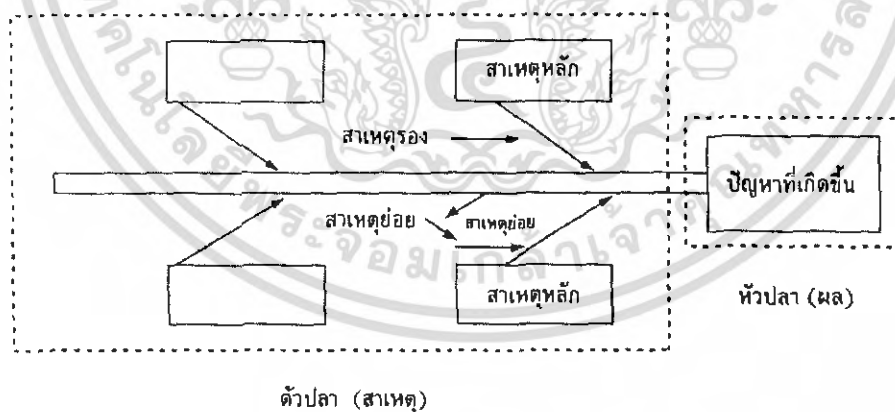 สาเหตุหลัก
สาเหตุรอง
ปัญหาที่เกิดขึ้น
สาเหตุย่อย
สาเหตุย่อย
สาเหตุหลัก
หัวปลา (ผล)
ตัวปลา (สาเหตุ)